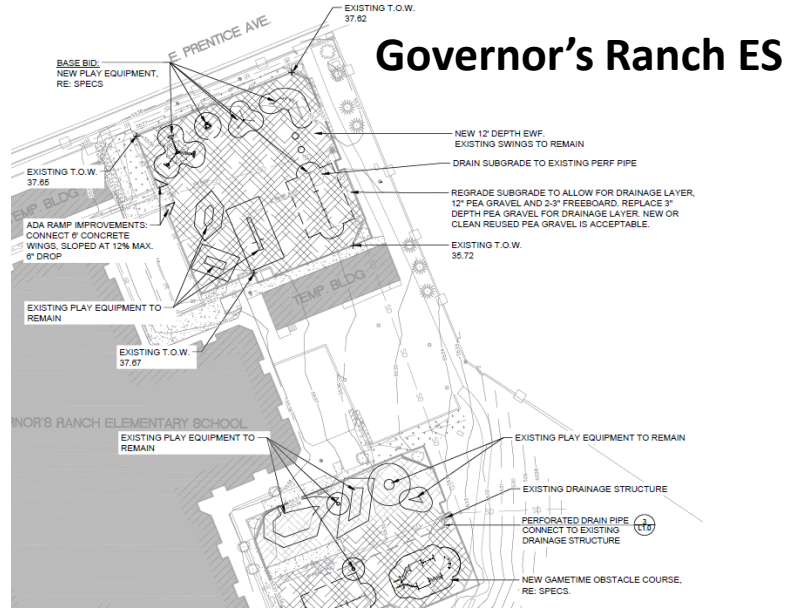 Governor's Ranch ES
EXISTING T.O.W.
37.62
E. PRENTICE AVE.
BASE BID:
NEW PLAY EQUIPMENT,
RE: SPECS
NEW 12' DEPTH EWF.
EXISTING SWINGS TO REMAIN
DRAIN SUBGRADE TO EXISTING PERF PIPE
EXISTING T.O.W.
37.65
TEMP. BLDG
REGRADE SUBGRADE TO ALLOW FOR DRAINAGE LAYER,
12" PEA GRAVEL AND 2-3" FREEBOARD. REPLACE 3"
DEPTH PEA GRAVEL FOR DRAINAGE LAYER. NEW OR
CLEAN REUSED PEA GRAVEL IS ACCEPTABLE.
ADA RAMP IMPROVEMENTS:
CONNECT 6' CONCRETE
WINGS, SLOPED AT 12% MAX.
6" DROP
EXISTING T.O.W.
35.72
TEMP. BLDG
EXISTING PLAY EQUIPMENT TO
REMAIN
EXISTING T.O.W.
37.67
NOR'S RANCH ELEMENTARY SCHOOL
EXISTING PLAY EQUIPMENT TO
REMAIN
EXISTING PLAY EQUIPMENT TO REMAIN
EXISTING DRAINAGE STRUCTURE
PERFORATED DRAIN PIPE
CONNECT TO EXISTING
DRAINAGE STRUCTURE
3
L1.0
NEW GAMETIME OBSTACLE COURSE,
RE: SPECS.